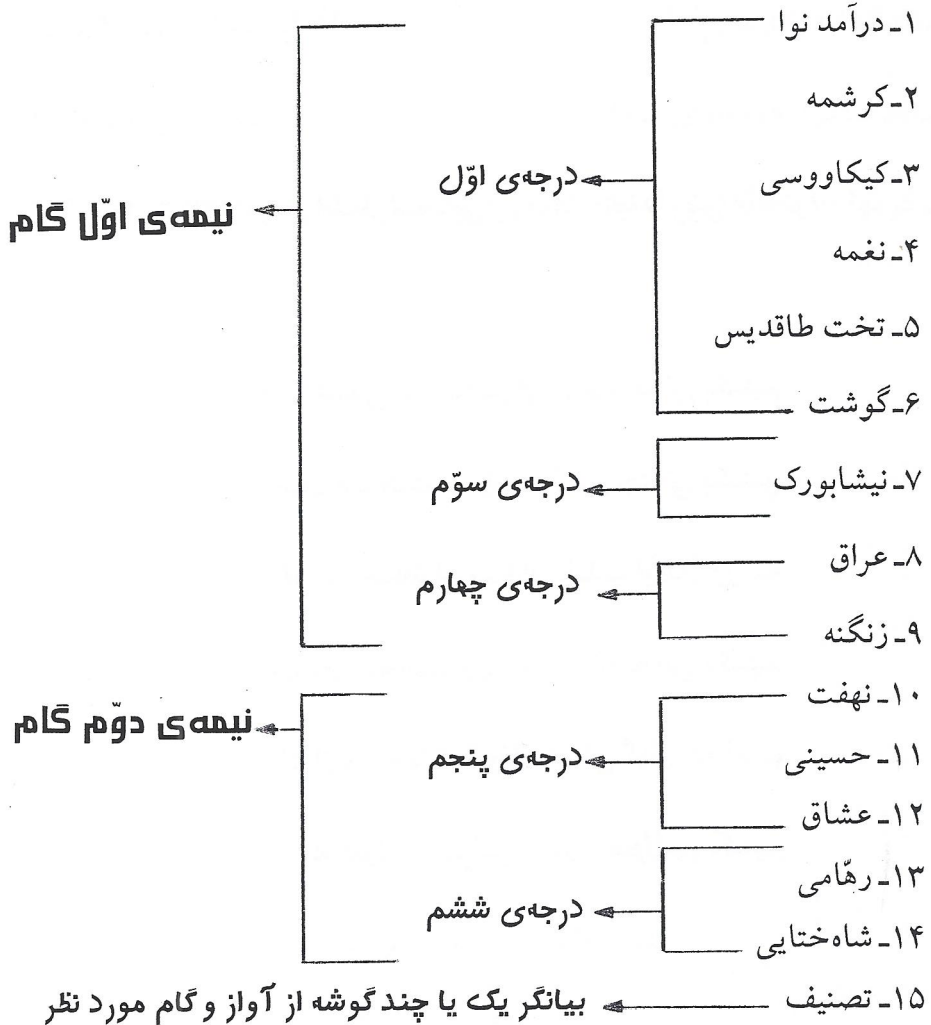 ۱ـ درآمد نوا
۲ـ کرشمه
۳ـ کیکاووسی
درجه‌ی اوّل
نیمه‌ی اوّل گام
۴ـ نغمه
۵ـ تخت طاقدیس
۶ـ گوشت
۷ـ نیشابورک
درجه‌ی سوّم
۸ـ عراق
درجه‌ی چهارم
۹ـ زنگنه
۱۰ـ نهفت
نیمه‌ی دوّم گام
۱۱ـ حسینی
درجه‌ی پنجم
۱۲ـ عشاق
۱۳ـ رهّامی
درجه‌ی ششم
۱۴ـ شاه‌ختایی
۱۵ـ تصنیف بیانگر یک یا چند گوشه از آواز و گام مورد نظر